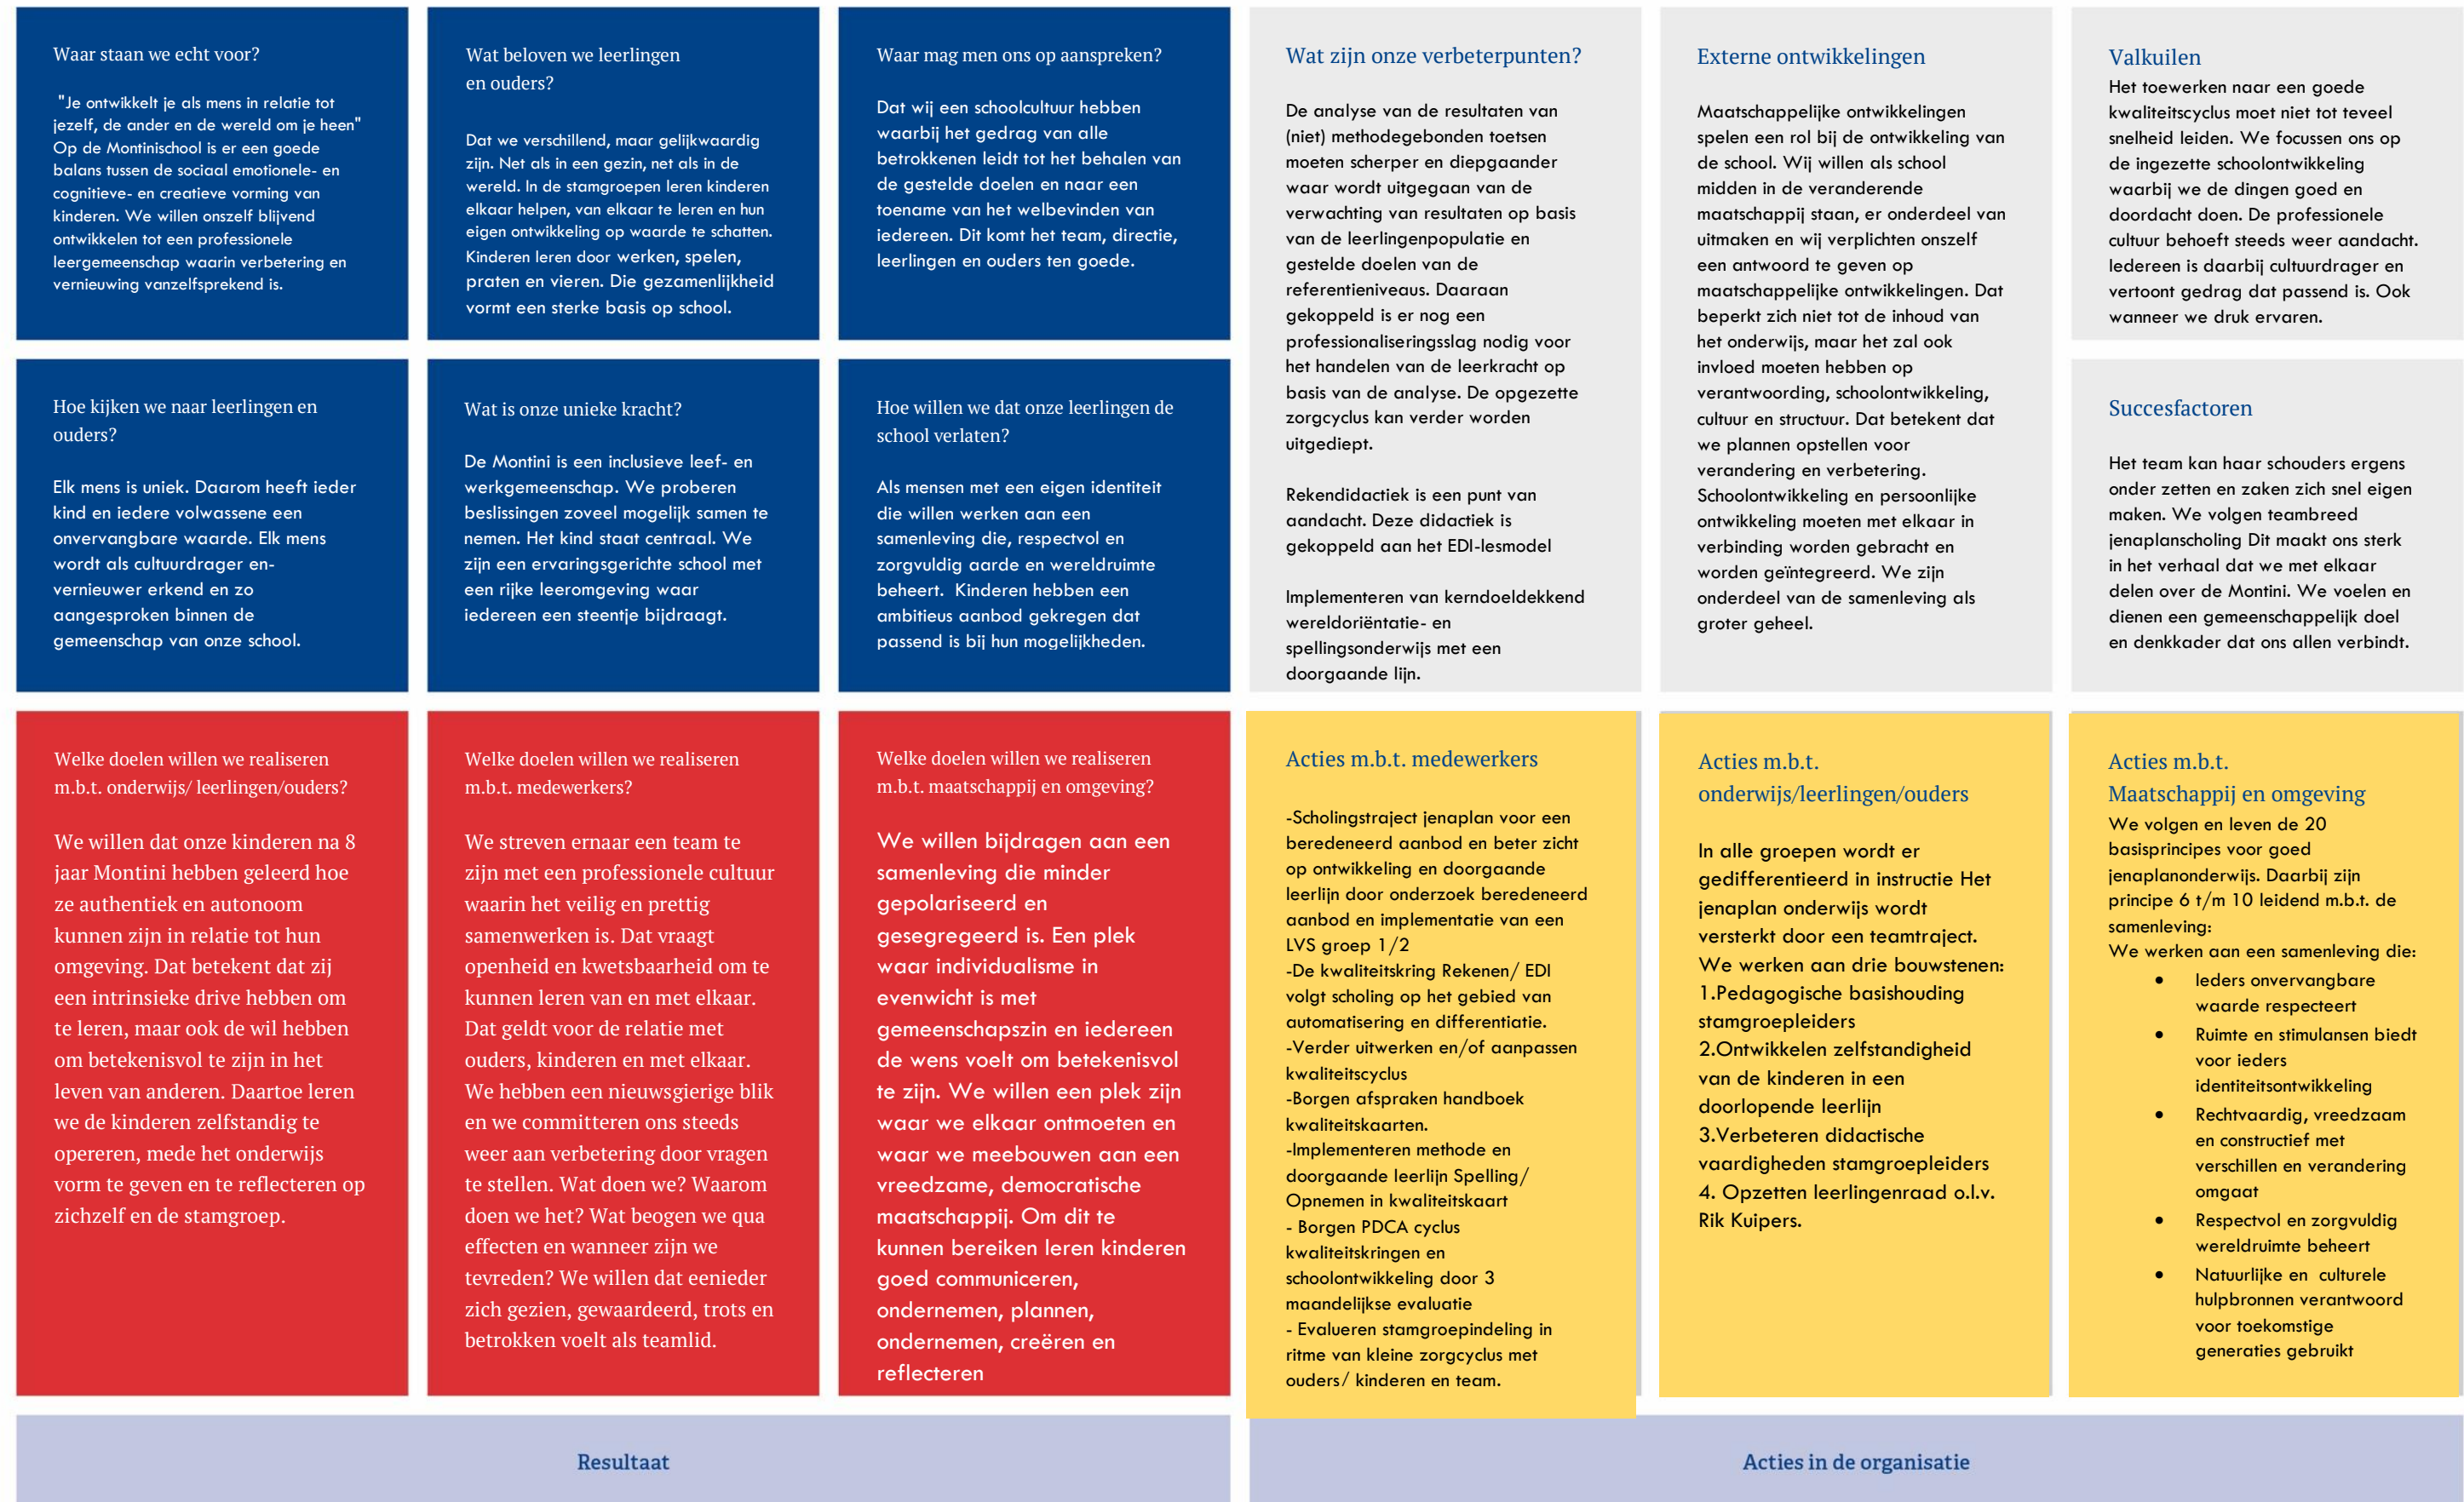 Waar staan we echt voor?
"Je ontwikkelt je als mens in relatie tot
jezelf, de ander en de wereld om je heen"
Op de Montinischool is er een goede
balans tussen de sociaal emotionele- en
cognitieve- en creatieve vorming van
kinderen. We willen onszelf blijvend
ontwikkelen tot een professionele
leergemeenschap waarin verbetering en
vernieuwing vanzelfsprekend is.
Wat beloven we leerlingen
en ouders?
Dat we verschillend, maar gelijkwaardig
zijn. Net als in een gezin, net als in de
wereld. In de stamgroepen leren kinderen
elkaar helpen, van elkaar te leren en hun
eigen ontwikkeling op waarde te schatten.
Kinderen leren door werken, spelen,
praten en vieren. Die gezamenlijkheid
vormt een sterke basis op school.
Waar mag men ons op aanspreken?
Dat wij een schoolcultuur hebben
waarbij het gedrag van alle
betrokkenen leidt tot het behalen van
de gestelde doelen en naar een
toename van het welbevinden van
iedereen. Dit komt het team, directie,
leerlingen en ouders ten goede.
Wat zijn onze verbeterpunten?
De analyse van de resultaten van
(niet) methodegebonden toetsen
moeten scherper en diepgaander
waar wordt uitgegaan van de
verwachting van resultaten op basis
van de leerlingenpopulatie en
gestelde doelen van de
referentieniveaus. Daaraan
gekoppeld is er nog een
professionaliseringsslag nodig voor
het handelen van de leerkracht op
basis van de analyse. De opgezette
zorgcyclus kan verder worden
uitgediept.
Rekendidactiek is een punt van
aandacht. Deze didactiek is
gekoppeld aan het EDI-lesmodel
Implementeren van kerndoeldekkend
wereldoriëntatie- en
spellingsonderwijs met een
doorgaande lijn.
Externe ontwikkelingen
Maatschappelijke ontwikkelingen
spelen een rol bij de ontwikkeling van
de school. Wij willen als school
midden in de veranderende
maatschappij staan, er onderdeel van
uitmaken en wij verplichten onszelf
een antwoord te geven op
maatschappelijke ontwikkelingen. Dat
beperkt zich niet tot de inhoud van
het onderwijs, maar het zal ook
invloed moeten hebben op
verantwoording, schoolontwikkeling,
cultuur en structuur. Dat betekent dat
we plannen opstellen voor
verandering en verbetering.
Schoolontwikkeling en persoonlijke
ontwikkeling moeten met elkaar in
verbinding worden gebracht en
worden geïntegreerd. We zijn
onderdeel van de samenleving als
groter geheel.
Valkuilen
Het toewerken naar een goede
kwaliteitscyclus moet niet tot teveel
snelheid leiden. We focussen ons op
de ingezette schoolontwikkeling
waarbij we de dingen goed en
doordacht doen. De professionele
cultuur behoeft steeds weer aandacht.
Iedereen is daarbij cultuurdrager en
vertoont gedrag dat passend is. Ook
wanneer we druk ervaren.
Hoe kijken we naar leerlingen en
ouders?
Elk mens is uniek. Daarom heeft ieder
kind en iedere volwassene een
onvervangbare waarde. Elk mens
wordt als cultuurdrager en-
vernieuwer erkend en zo
aangesproken binnen de
gemeenschap van onze school.
Wat is onze unieke kracht?
De Montini is een inclusieve leef- en
werkgemeenschap. We proberen
beslissingen zoveel mogelijk samen te
nemen. Het kind staat centraal. We
zijn een ervaringsgerichte school met
een rijke leeromgeving waar
iedereen een steentje bijdraagt.
Hoe willen we dat onze leerlingen de
school verlaten?
Als mensen met een eigen identiteit
die willen werken aan een
samenleving die, respectvol en
zorgvuldig aarde en wereldruimte
beheert. Kinderen hebben een
ambitieus aanbod gekregen dat
passend is bij hun mogelijkheden.
Succesfactoren
Het team kan haar schouders ergens
onder zetten en zaken zich snel eigen
maken. We volgen teambreed
jenaplanscholing Dit maakt ons sterk
in het verhaal dat we met elkaar
delen over de Montini. We voelen en
dienen een gemeenschappelijk doel
en denkkader dat ons allen verbindt.
Welke doelen willen we realiseren
m.b.t. onderwijs/ leerlingen/ouders?
We willen dat onze kinderen na 8
jaar Montini hebben geleerd hoe
ze authentiek en autonoom
kunnen zijn in relatie tot hun
omgeving. Dat betekent dat zij
een intrinsieke drive hebben om
te leren, maar ook de wil hebben
om betekenisvol te zijn in het
leven van anderen. Daartoe leren
we de kinderen zelfstandig te
opereren, mede het onderwijs
vorm te geven en te reflecteren op
zichzelf en de stamgroep.
Welke doelen willen we realiseren
m.b.t. medewerkers?
We streven ernaar een team te
zijn met een professionele cultuur
waarin het veilig en prettig
samenwerken is. Dat vraagt
openheid en kwetsbaarheid om te
kunnen leren van en met elkaar.
Dat geldt voor de relatie met
ouders, kinderen en met elkaar.
We hebben een nieuwsgierige blik
en we committeren ons steeds
weer aan verbetering door vragen
te stellen. Wat doen we? Waarom
doen we het? Wat beogen we qua
effecten en wanneer zijn we
tevreden? We willen dat eenieder
zich gezien, gewaardeerd, trots en
betrokken voelt als teamlid.
Welke doelen willen we realiseren
m.b.t. maatschappij en omgeving?
We willen bijdragen aan een
samenleving die minder
gepolariseerd en
gesegregeerd is. Een plek
waar individualisme in
evenwicht is met
gemeenschapszin en iedereen
de wens voelt om betekenisvol
te zijn. We willen een plek zijn
waar we elkaar ontmoeten en
waar we meebouwen aan een
vreedzame, democratische
maatschappij. Om dit te
kunnen bereiken leren kinderen
goed communiceren,
ondernemen, plannen,
ondernemen, creëren en
reflecteren
Acties m.b.t. medewerkers
-Scholingstraject jenaplan voor een
beredeneerd aanbod en beter zicht
op ontwikkeling en doorgaande
leerlijn door onderzoek beredeneerd
aanbod en implementatie van een
LVS groep 1/2
-De kwaliteitskring Rekenen/ EDI
volgt scholing op het gebied van
automatisering en differentiatie.
-Verder uitwerken en/of aanpassen
kwaliteitscyclus
-Borgen afspraken handboek
kwaliteitskaarten.
-Implementeren methode en
doorgaande leerlijn Spelling/
Opnemen in kwaliteitskaart
- Borgen PDCA cyclus
kwaliteitskringen en
schoolontwikkeling door 3
maandelijkse evaluatie
- Evalueren stamgroepindeling in
ritme van kleine zorgcyclus met
ouders/ kinderen en team.
Acties m.b.t.
onderwijs/leerlingen/ouders
In alle groepen wordt er
gedifferentieerd in instructie Het
jenaplan onderwijs wordt
versterkt door een teamtraject.
We werken aan drie bouwstenen:
1.Pedagogische basishouding
stamgroepleiders
2.Ontwikkelen zelfstandigheid
van de kinderen in een
doorlopende leerlijn
3.Verbeteren didactische
vaardigheden stamgroepleiders
4. Opzetten leerlingenraad o.l.v.
Rik Kuipers.
Acties m.b.t.
Maatschappij en omgeving
We volgen en leven de 20
basisprincipes voor goed
jenaplanonderwijs. Daarbij zijn
principe 6 t/m 10 leidend m.b.t. de
samenleving:
We werken aan een samenleving die:
• Ieders onvervangbare
waarde respecteert
• Ruimte en stimulansen biedt
voor ieders
identiteitsontwikkeling
• Rechtvaardig, vreedzaam
en constructief met
verschillen en verandering
omgaat
• Respectvol en zorgvuldig
wereldruimte beheert
• Natuurlijke en culturele
hulpbronnen verantwoord
voor toekomstige
generaties gebruikt
Resultaat
Acties in de organisatie